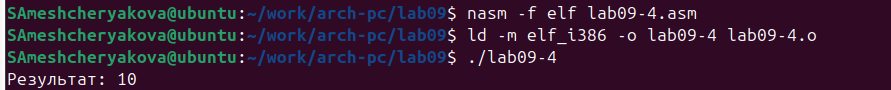 SAmeshcheryakova@ubuntu:~/work/arch-pc/lab09$ nasm -f elf lab09-4.asm
SAmeshcheryakova@ubuntu:~/work/arch-pc/lab09$ ld -m elf_i386 -o lab09-4 lab09-4.o
SAmeshcheryakova@ubuntu:~/work/arch-pc/lab09$ ./lab09-4
Результат: 10